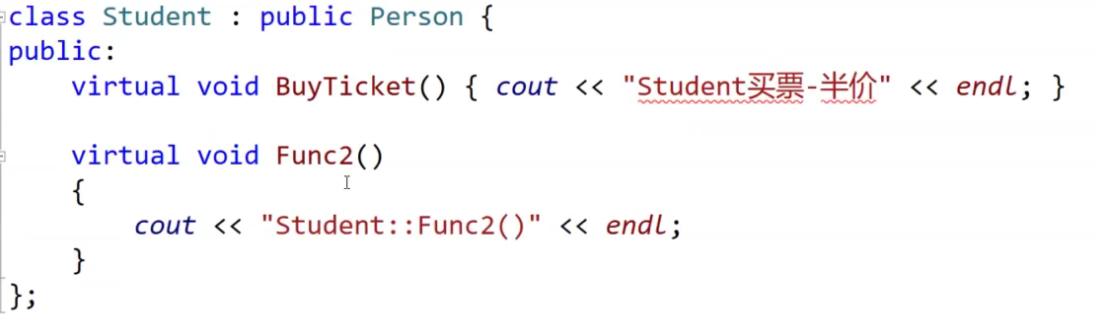 class Student : public Person {
public:
    virtual void BuyTicket() { cout << "Student买票-半价" << endl; }
    virtual void Func2()
    {
        cout << "Student::Func2()" << endl;
    }
};